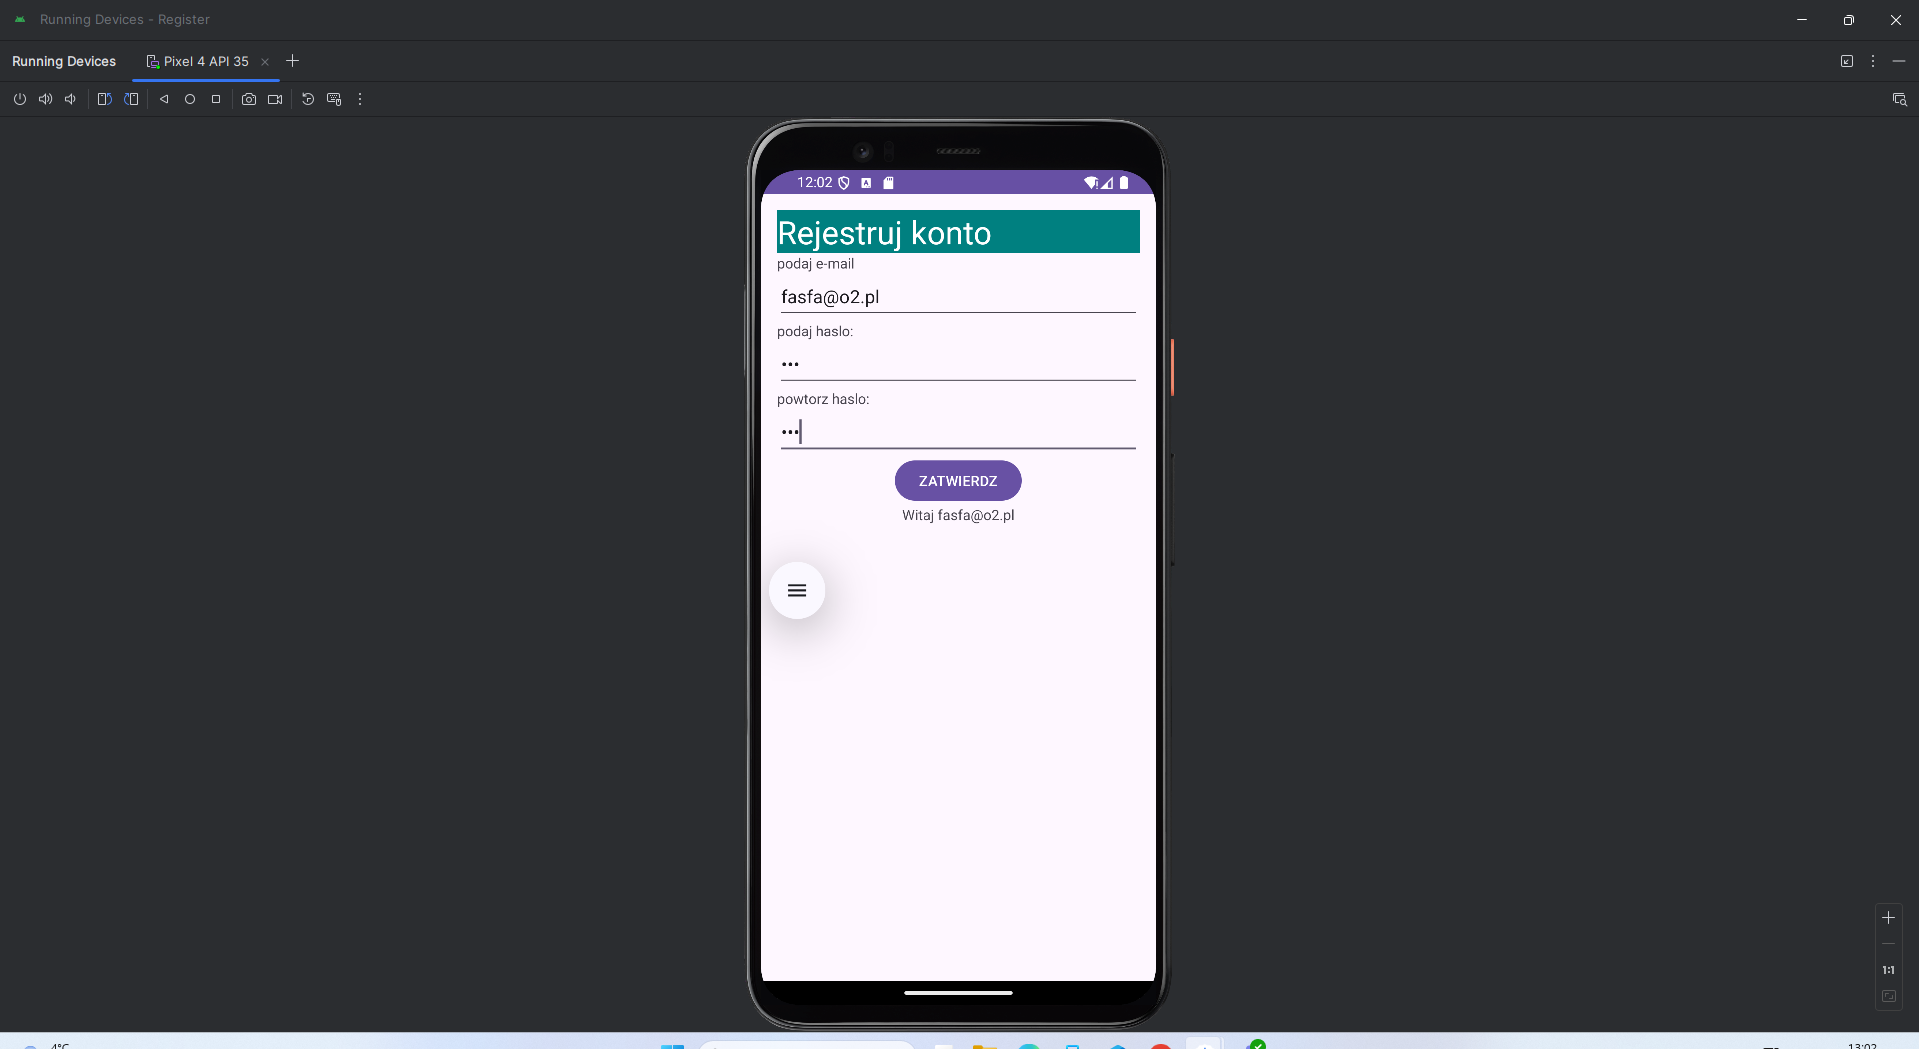 Running Devices - Register
Running Devices
Pixel 4 API 35
12:02
Rejestruj konto
podaj e-mail
fasfa@o2.pl
podaj haslo:
•••
powtorz haslo:
•••
ZATWIERDZ
Witaj fasfa@o2.pl
1:1
4°C
13:02